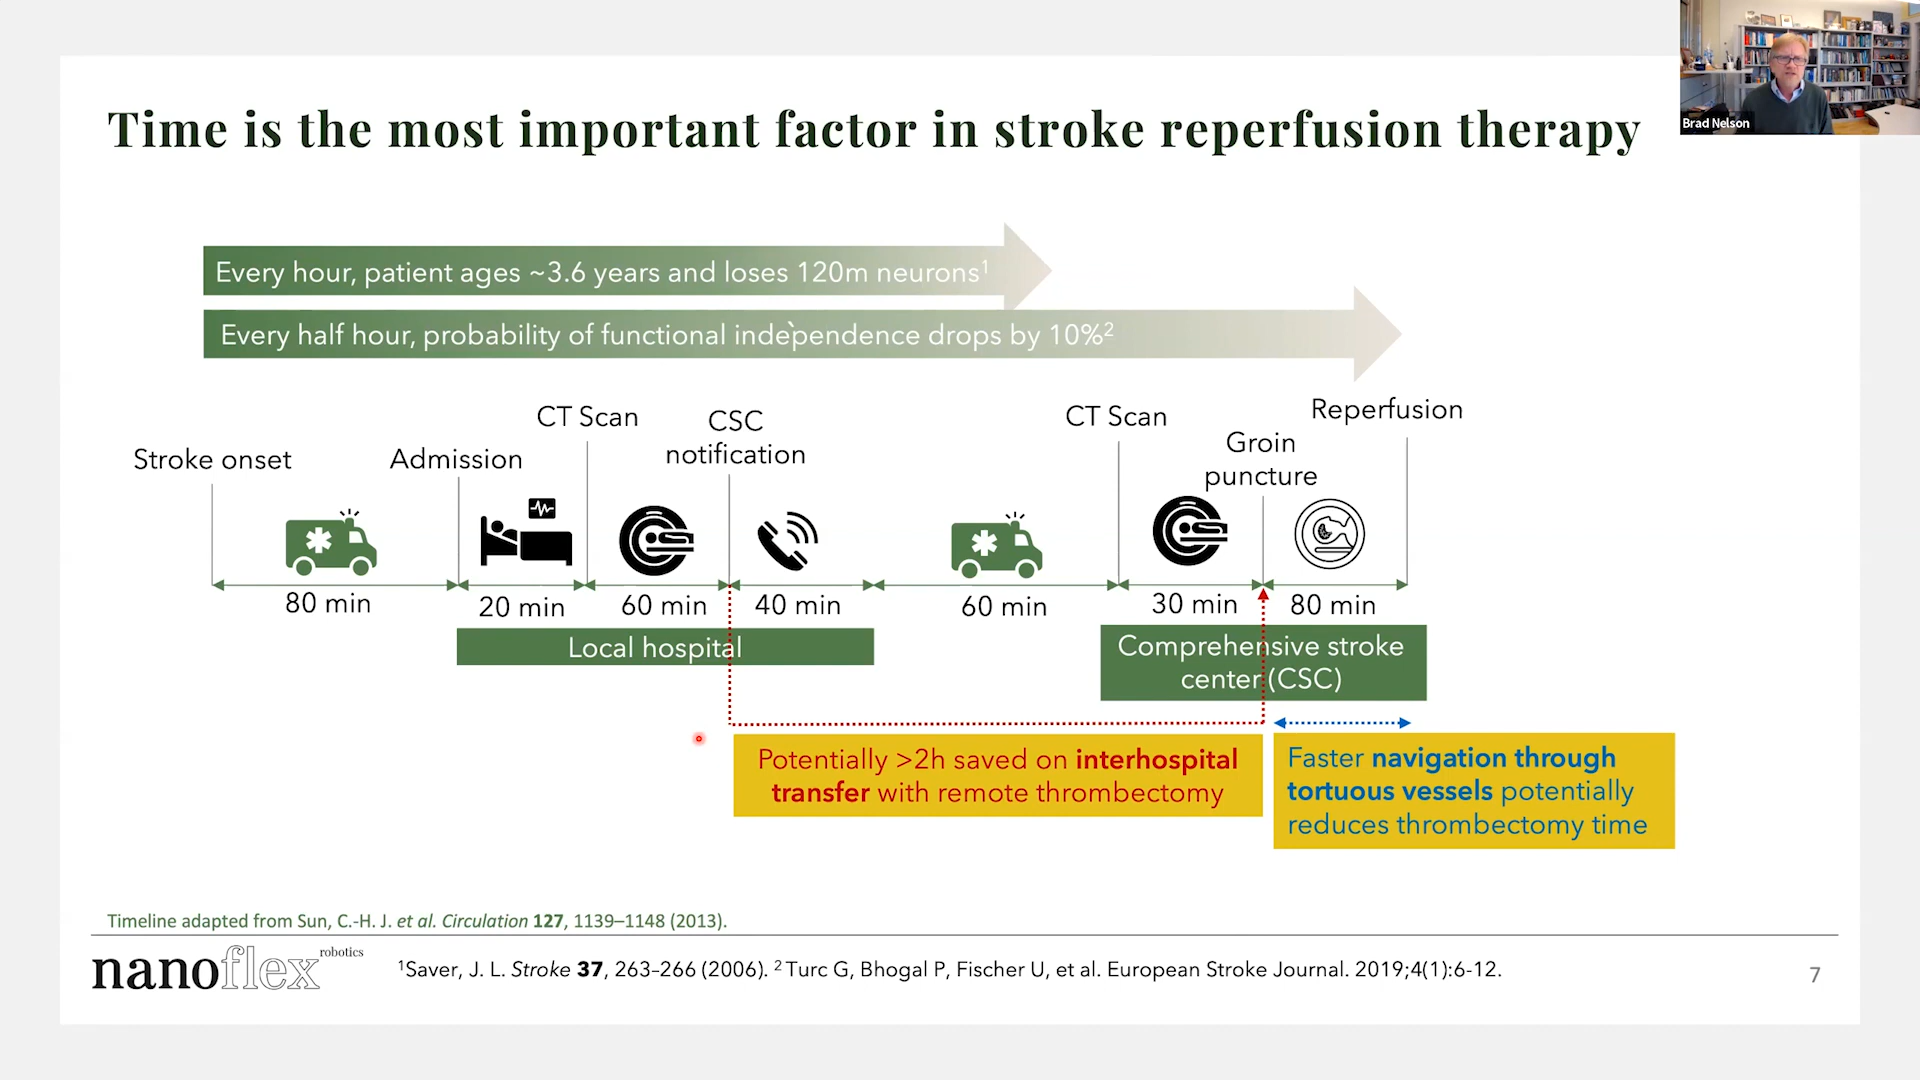 Brad Nelson
Time is the most important factor in stroke reperfusion therapy
Every hour, patient ages ~3.6 years and loses 120m neurons¹
Every half hour, probability of functional independence drops by 10%²
Stroke onset
Admission
CT Scan
CSC
notification
CT Scan
Groin
puncture
Reperfusion
80 min
20 min
60 min
40 min
60 min
30 min
80 min
Local hospital
Comprehensive stroke
center (CSC)
Potentially >2h saved on interhospital
transfer with remote thrombectomy
Faster navigation through
tortuous vessels potentially
reduces thrombectomy time
Timeline adapted from Sun, C.-H. J. et al. Circulation 127, 1139–1148 (2013).
nanoflex robotics
¹Saver, J. L. Stroke 37, 263–266 (2006). ² Turc G, Bhogal P, Fischer U, et al. European Stroke Journal. 2019;4(1):6-12.
7